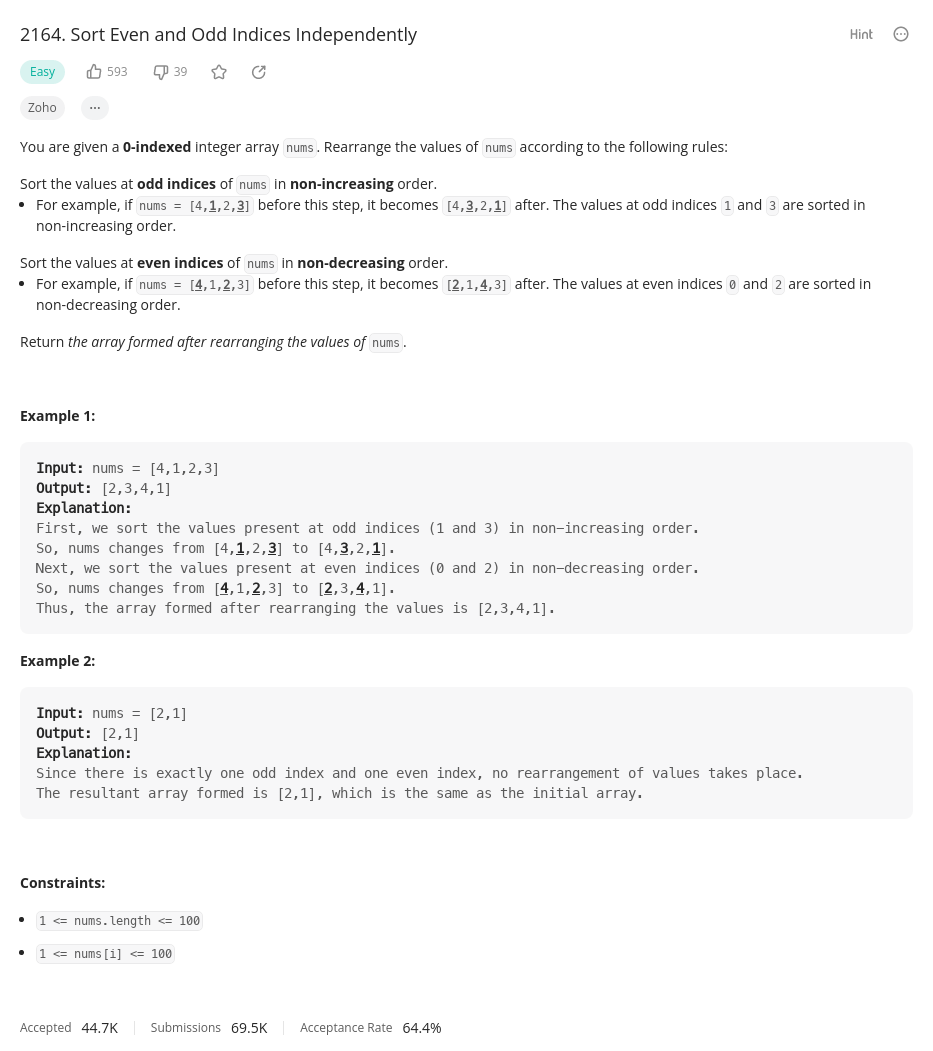 2164. Sort Even and Odd Indices Independently
Hint
Easy
593
39
Zoho
...
You are given a 0-indexed integer array nums. Rearrange the values of nums according to the following rules:
Sort the values at odd indices of nums in non-increasing order.
• For example, if nums = [4,1,2,3] before this step, it becomes [4,3,2,1] after. The values at odd indices 1 and 3 are sorted in
non-increasing order.
Sort the values at even indices of nums in non-decreasing order.
• For example, if nums = [4,1,2,3] before this step, it becomes [2,1,4,3] after. The values at even indices 0 and 2 are sorted in
non-decreasing order.
Return the array formed after rearranging the values of nums.
Example 1:
Input: nums = [4,1,2,3]
Output: [2,3,4,1]
Explanation:
First, we sort the values present at odd indices (1 and 3) in non-increasing order.
So, nums changes from [4,1,2,3] to [4,3,2,1].
Next, we sort the values present at even indices (0 and 2) in non-decreasing order.
So, nums changes from [4,1,2,3] to [2,3,4,1].
Thus, the array formed after rearranging the values is [2,3,4,1].
Example 2:
Input: nums = [2,1]
Output: [2,1]
Explanation:
Since there is exactly one odd index and one even index, no rearrangement of values takes place.
The resultant array formed is [2,1], which is the same as the initial array.
Constraints:
• 1 <= nums.length <= 100
• 1 <= nums[i] <= 100
Accepted 44.7K Submissions 69.5K Acceptance Rate 64.4%